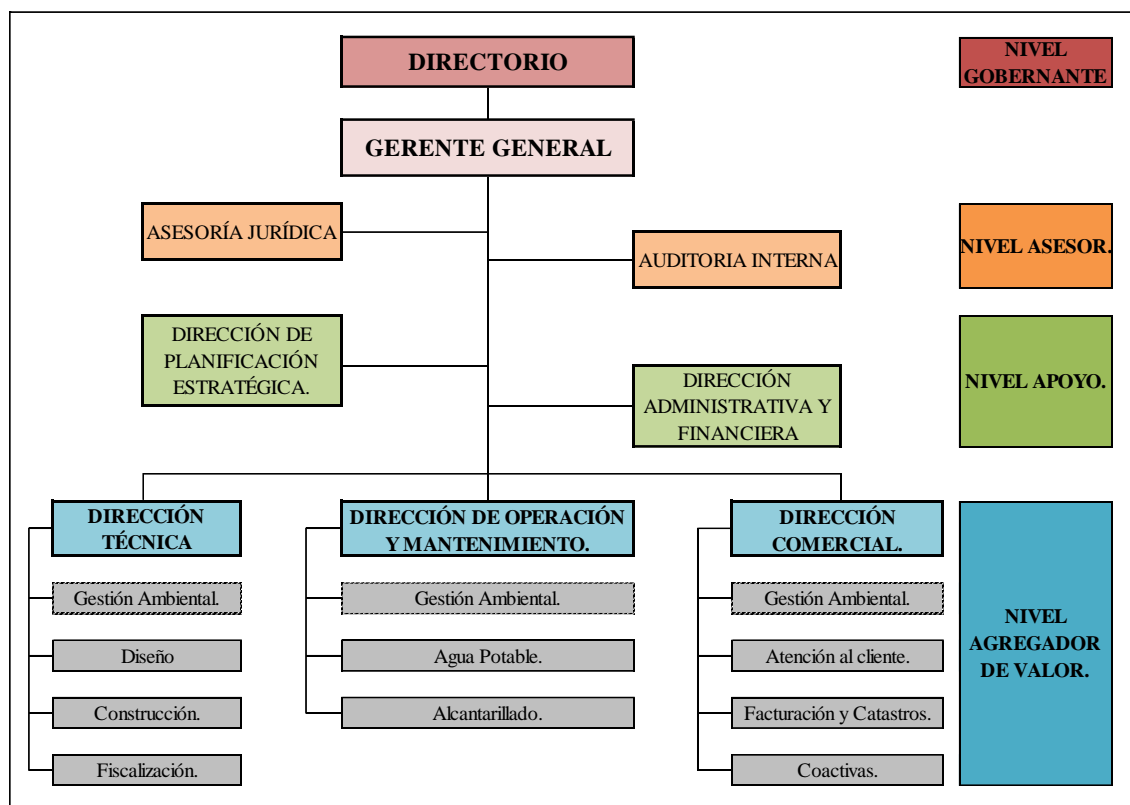 DIRECTORIO
NIVEL
GOBERNANTE
GERENTE GENERAL
ASESORÍA JURÍDICA
AUDITORIA INTERNA
NIVEL ASESOR.
DIRECCIÓN DE
PLANIFICACIÓN
ESTRATÉGICA.
DIRECCIÓN
ADMINISTRATIVA Y
FINANCIERA
NIVEL APOYO.
DIRECCIÓN
TÉCNICA
Gestión Ambiental.
Diseño
Construcción.
Fiscalización.
DIRECCIÓN DE OPERACIÓN
Y MANTENIMIENTO.
Gestión Ambiental.
Agua Potable.
Alcantarillado.
DIRECCIÓN
COMERCIAL.
Gestión Ambiental.
Atención al cliente.
Facturación y Catastros.
Coactivas.
NIVEL
AGREGADOR
DE VALOR.